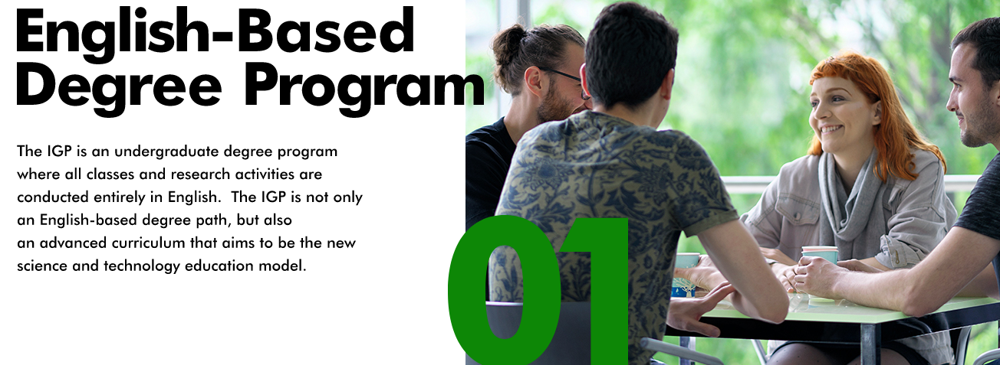 English-Based
Degree Program
The IGP is an undergraduate degree program
where all classes and research activities are
conducted entirely in English.  The IGP is not only
an English-based degree path, but also
an advanced curriculum that aims to be the new
science and technology education model.
01